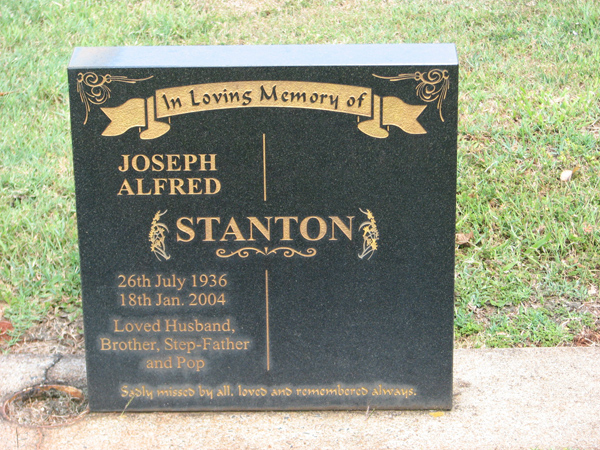 In Loving Memory of
JOSEPH
ALFRED
STANTON
26th July 1936
18th Jan. 2004
Loved Husband,
Brother, Step-Father
and Pop
Sadly missed by all, loved and remembered always.